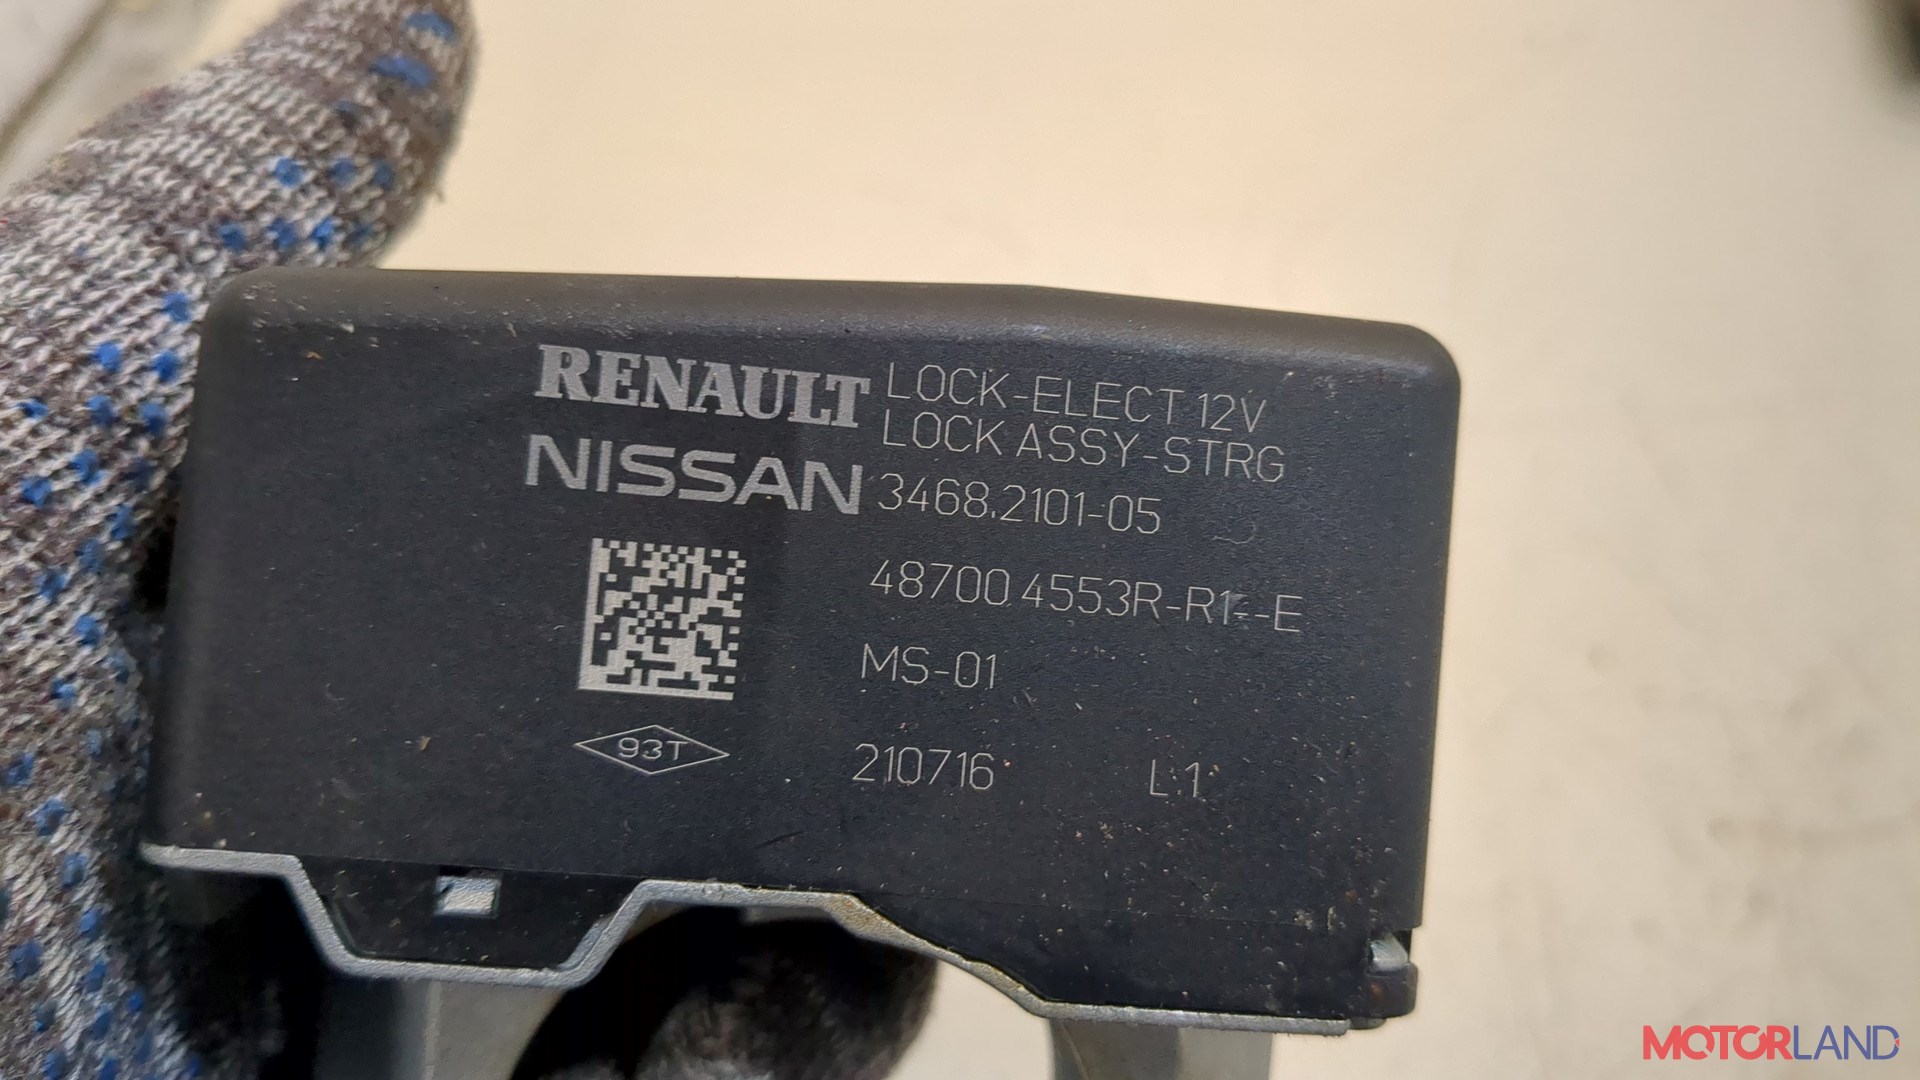 RENAULT LOCK-ELECT 12V
LOCK ASSY-STRG
NISSAN 3468.2101-05
48700 4553R-R1--E
MS-01
93T
210716 L:1
MOTORLAND